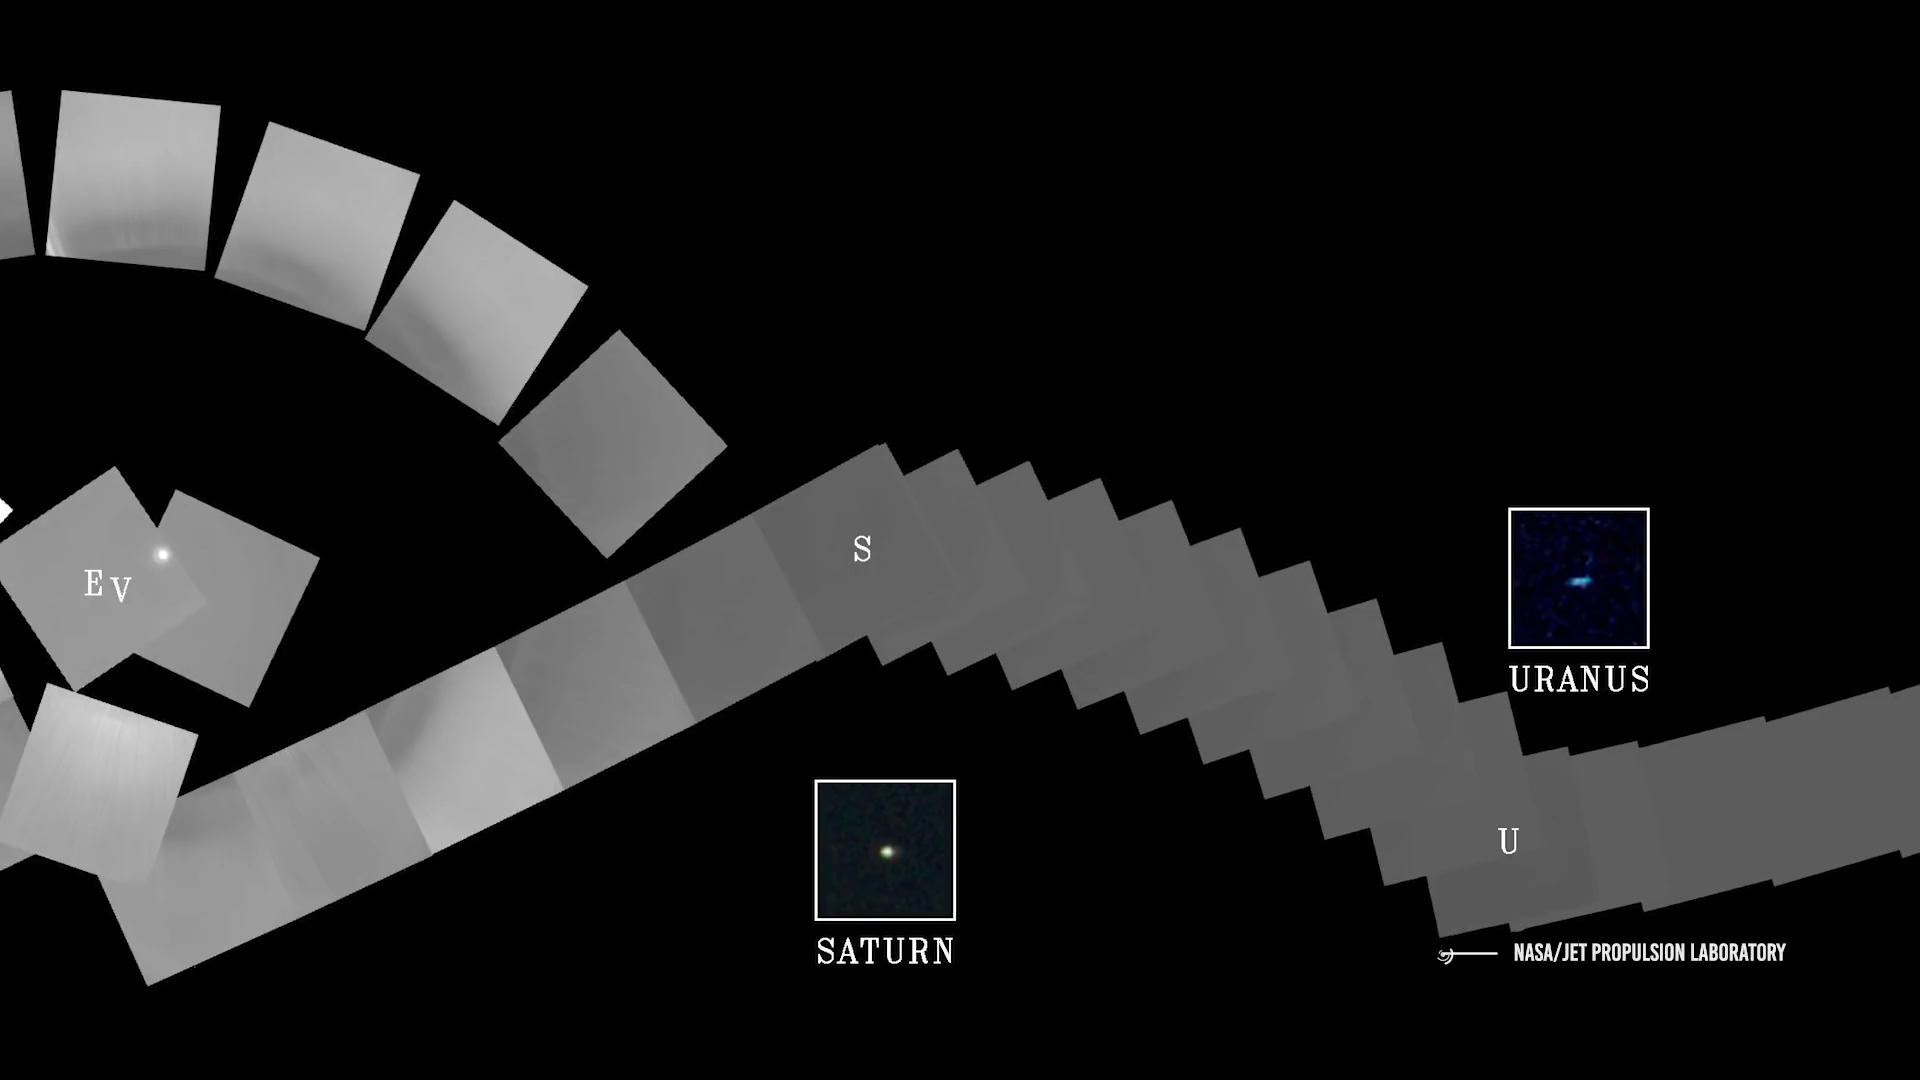 S
E V
URANUS
U
SATURN
NASA/JET PROPULSION LABORATORY